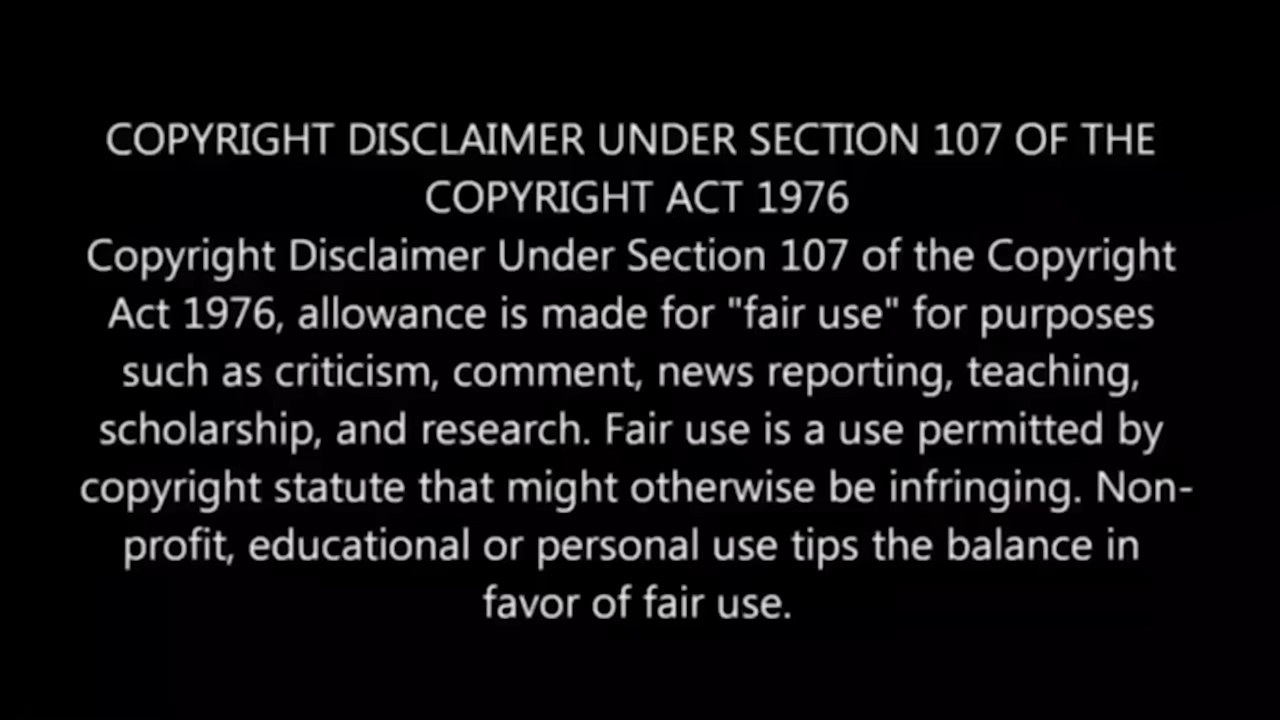 COPYRIGHT DISCLAIMER UNDER SECTION 107 OF THE
COPYRIGHT ACT 1976
Copyright Disclaimer Under Section 107 of the Copyright
Act 1976, allowance is made for "fair use" for purposes
such as criticism, comment, news reporting, teaching,
scholarship, and research. Fair use is a use permitted by
copyright statute that might otherwise be infringing. Non-
profit, educational or personal use tips the balance in
favor of fair use.